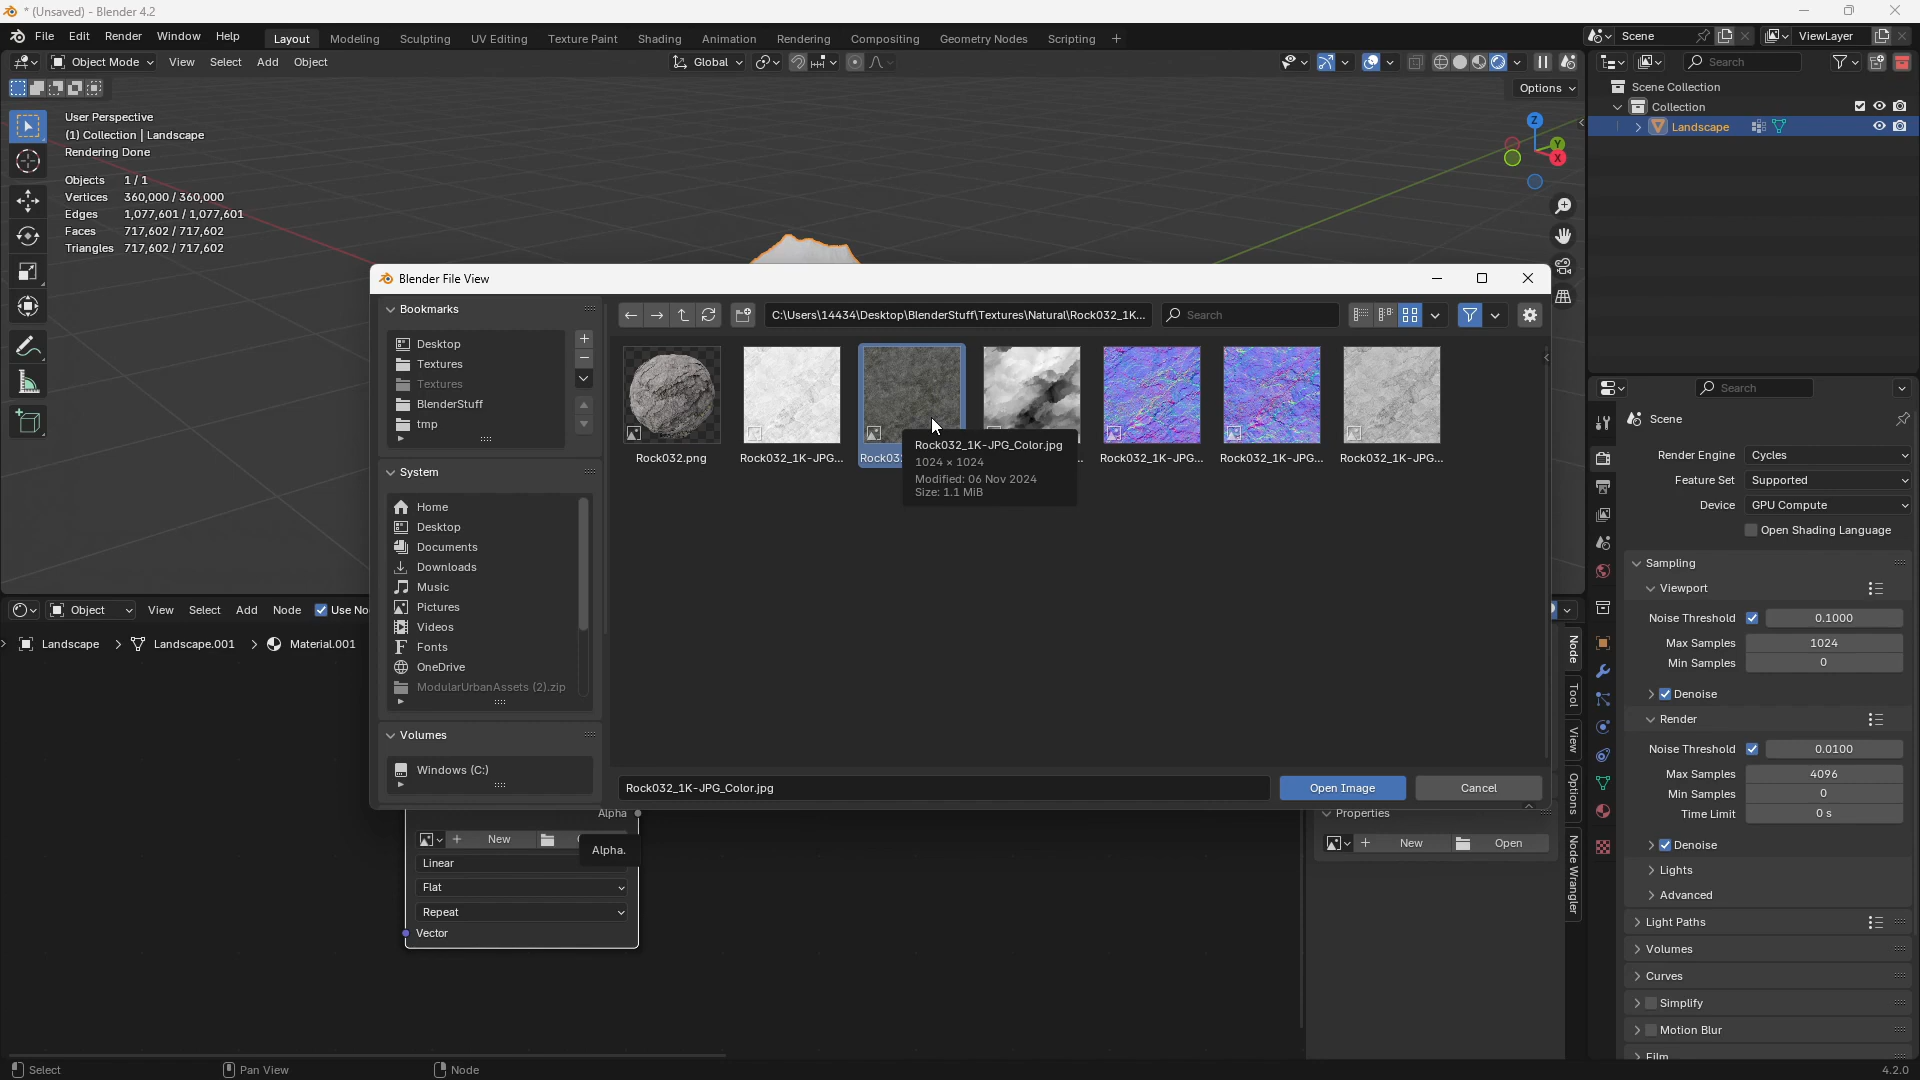 * (Unsaved) - Blender 4.2
File Edit Render Window Help
Layout Modeling Sculpting UV Editing Texture Paint Shading Animation Rendering Compositing Geometry Nodes Scripting +
Scene
ViewLayer
Object Mode View Select Add Object
Global
Search
Options
User Perspective
(1) Collection | Landscape
Rendering Done
Objects 1 / 1
Vertices 360,000 / 360,000
Edges 1,077,601 / 1,077,601
Faces 717,602 / 717,602
Triangles 717,602 / 717,602
Z
Y
X
Scene Collection
Collection
Landscape
Blender File View
Bookmarks
Desktop
Textures
Textures
BlenderStuff
tmp
System
Home
Desktop
Documents
Downloads
Music
Pictures
Videos
Fonts
OneDrive
ModularUrbanAssets (2).zip
Volumes
Windows (C:)
C:\Users\14434\Desktop\BlenderStuff\Textures\Natural\Rock032_1K...
Search
Rock032.png
Rock032_1K-JPG...
Rock03
Rock032_1K-JPG...
Rock032_1K-JPG...
Rock032_1K-JPG...
Rock032_1K-JPG_Color.jpg
1024 × 1024
Modified: 06 Nov 2024
Size: 1.1 MiB
Rock032_1K-JPG_Color.jpg
Open Image
Cancel
Object View Select Add Node Use No
Landscape > Landscape.001 > Material.001
Alpha
New
Alpha.
Linear
Flat
Repeat
Vector
Properties
New
Open
Node
Tool
View
Options
Node Wrangler
Search
Scene
Render Engine Cycles
Feature Set Supported
Device GPU Compute
Open Shading Language
Sampling
Viewport
Noise Threshold 0.1000
Max Samples 1024
Min Samples 0
Denoise
Render
Noise Threshold 0.0100
Max Samples 4096
Min Samples 0
Time Limit 0 s
Denoise
Lights
Advanced
Light Paths
Volumes
Curves
Simplify
Motion Blur
Film
Select
Pan View
Node
4.2.0